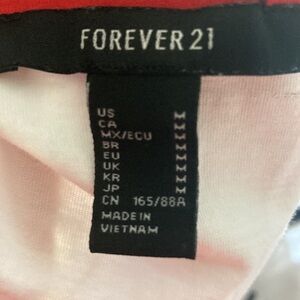 FOREVER 21
US M
CA M
MX/ECU M
BR M
EU M
UK M
KR M
JP M
CN 165/88A
MADE IN
VIETNAM